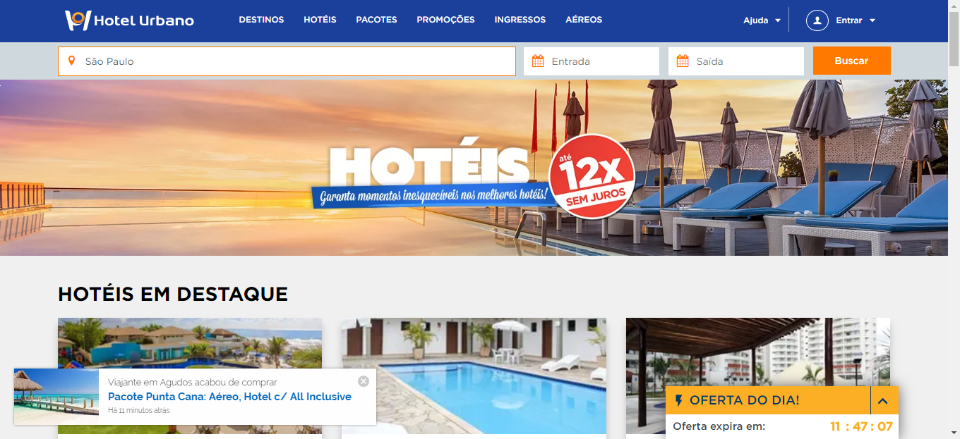 Hotel Urbano
DESTINOS HOTÉIS PACOTES PROMOÇÕES INGRESSOS AÉREOS
Ajuda Entrar
São Paulo Entrada Saída Buscar
HOTÉIS
Garanta momentos inesquecíveis nos melhores hotéis!
até
12x
SEM JUROS
HOTÉIS EM DESTAQUE
Viajante em Agudos acabou de comprar
Pacote Punta Cana: Aéreo, Hotel c/ All Inclusive
Há 11 minutos atrás
OFERTA DO DIA!
Oferta expira em: 11 : 47 : 07